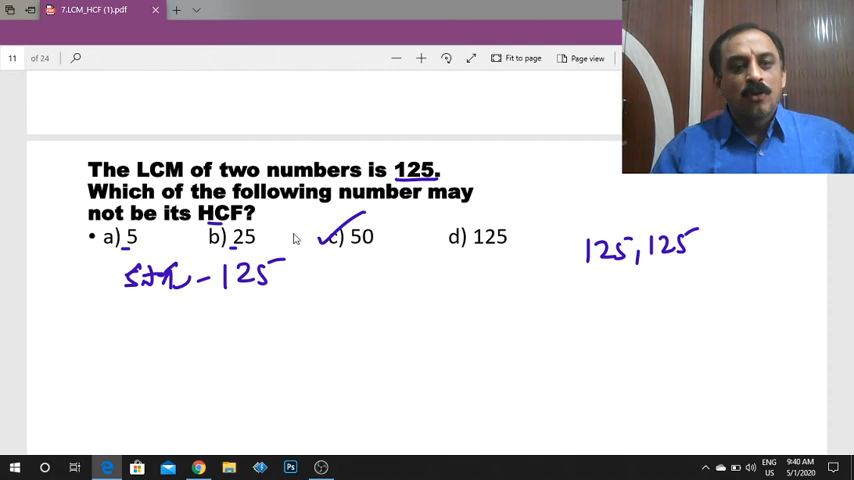 7.LCM_HCF (1).pdf
11 of 24 Fit to page Page view
The LCM of two numbers is 125.
Which of the following number may
not be its HCF?
• a) 5 b) 25 c) 50 d) 125
125, 125
- 125
ENG
US
9:40 AM
5/1/2020